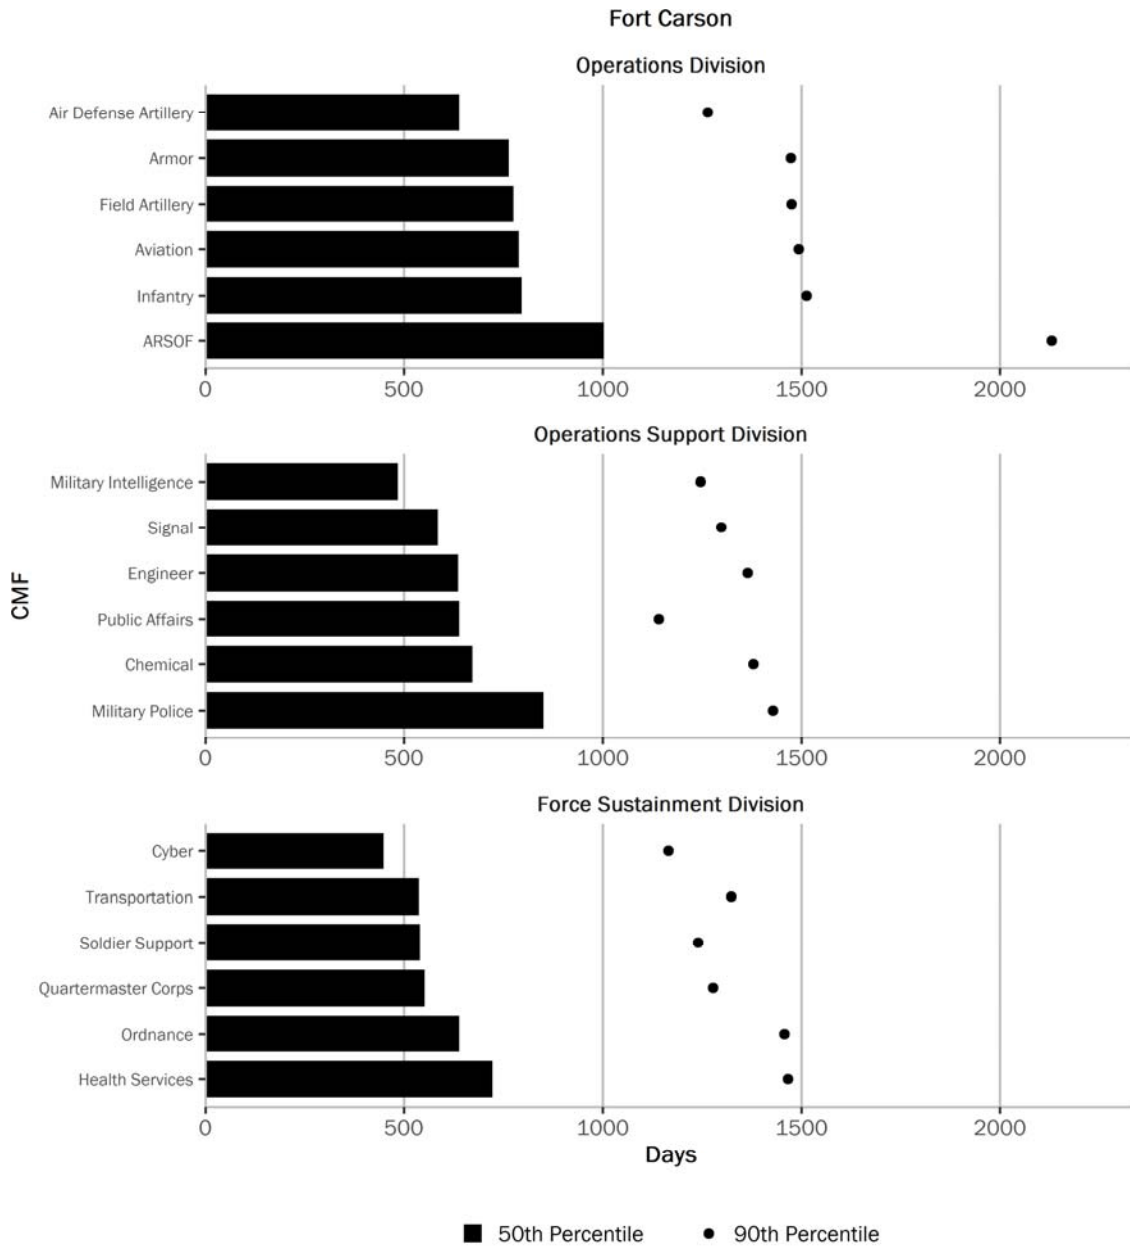 Fort Carson
Operations Division
Air Defense Artillery
Armor
Field Artillery
Aviation
Infantry
ARSOF
0 500 1000 1500 2000
Operations Support Division
Military Intelligence
Signal
Engineer
Public Affairs
Chemical
Military Police
0 500 1000 1500 2000
CMF
Force Sustainment Division
Cyber
Transportation
Soldier Support
Quartermaster Corps
Ordnance
Health Services
0 500 1000 1500 2000
Days
50th Percentile 90th Percentile